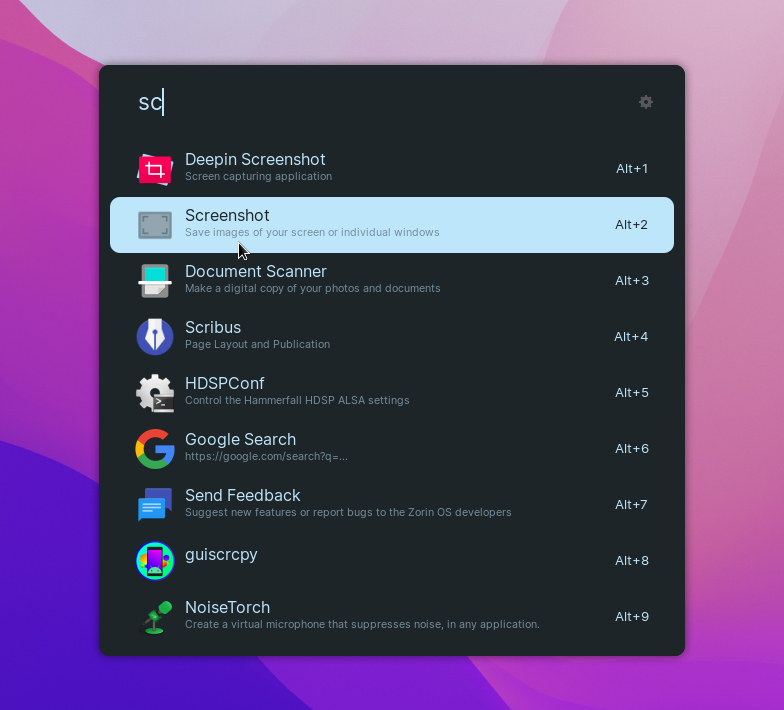 sc
Deepin Screenshot
Screen capturing application
Alt+1
Screenshot
Save images of your screen or individual windows
Alt+2
Document Scanner
Make a digital copy of your photos and documents
Alt+3
Scribus
Page Layout and Publication
Alt+4
HDSPConf
Control the Hammerfall HDSP ALSA settings
Alt+5
Google Search
https://google.com/search?q=...
Alt+6
Send Feedback
Suggest new features or report bugs to the Zorin OS developers
Alt+7
guiscrcpy
Alt+8
NoiseTorch
Create a virtual microphone that suppresses noise, in any application.
Alt+9